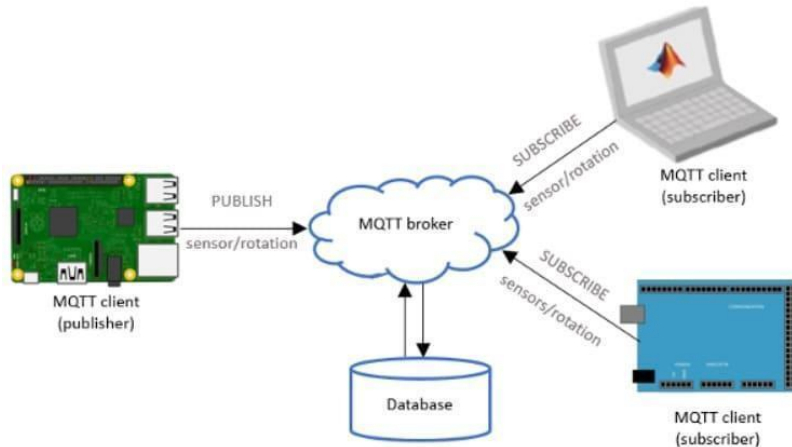 SUBSCRIBE
sensor/rotation
MQTT client
(subscriber)
PUBLISH
sensor/rotation
MQTT broker
MQTT client
(publisher)
SUBSCRIBE
sensors/rotation
Database
MQTT client
(subscriber)